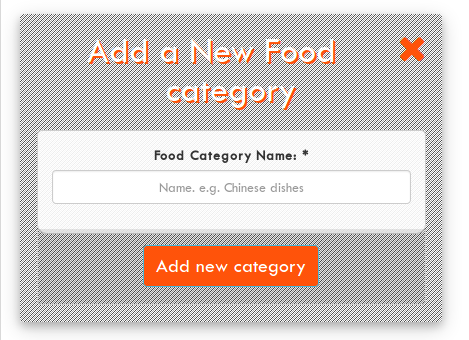 Add a New Food
category
Food Category Name: *
Name. e.g. Chinese dishes
Add new category